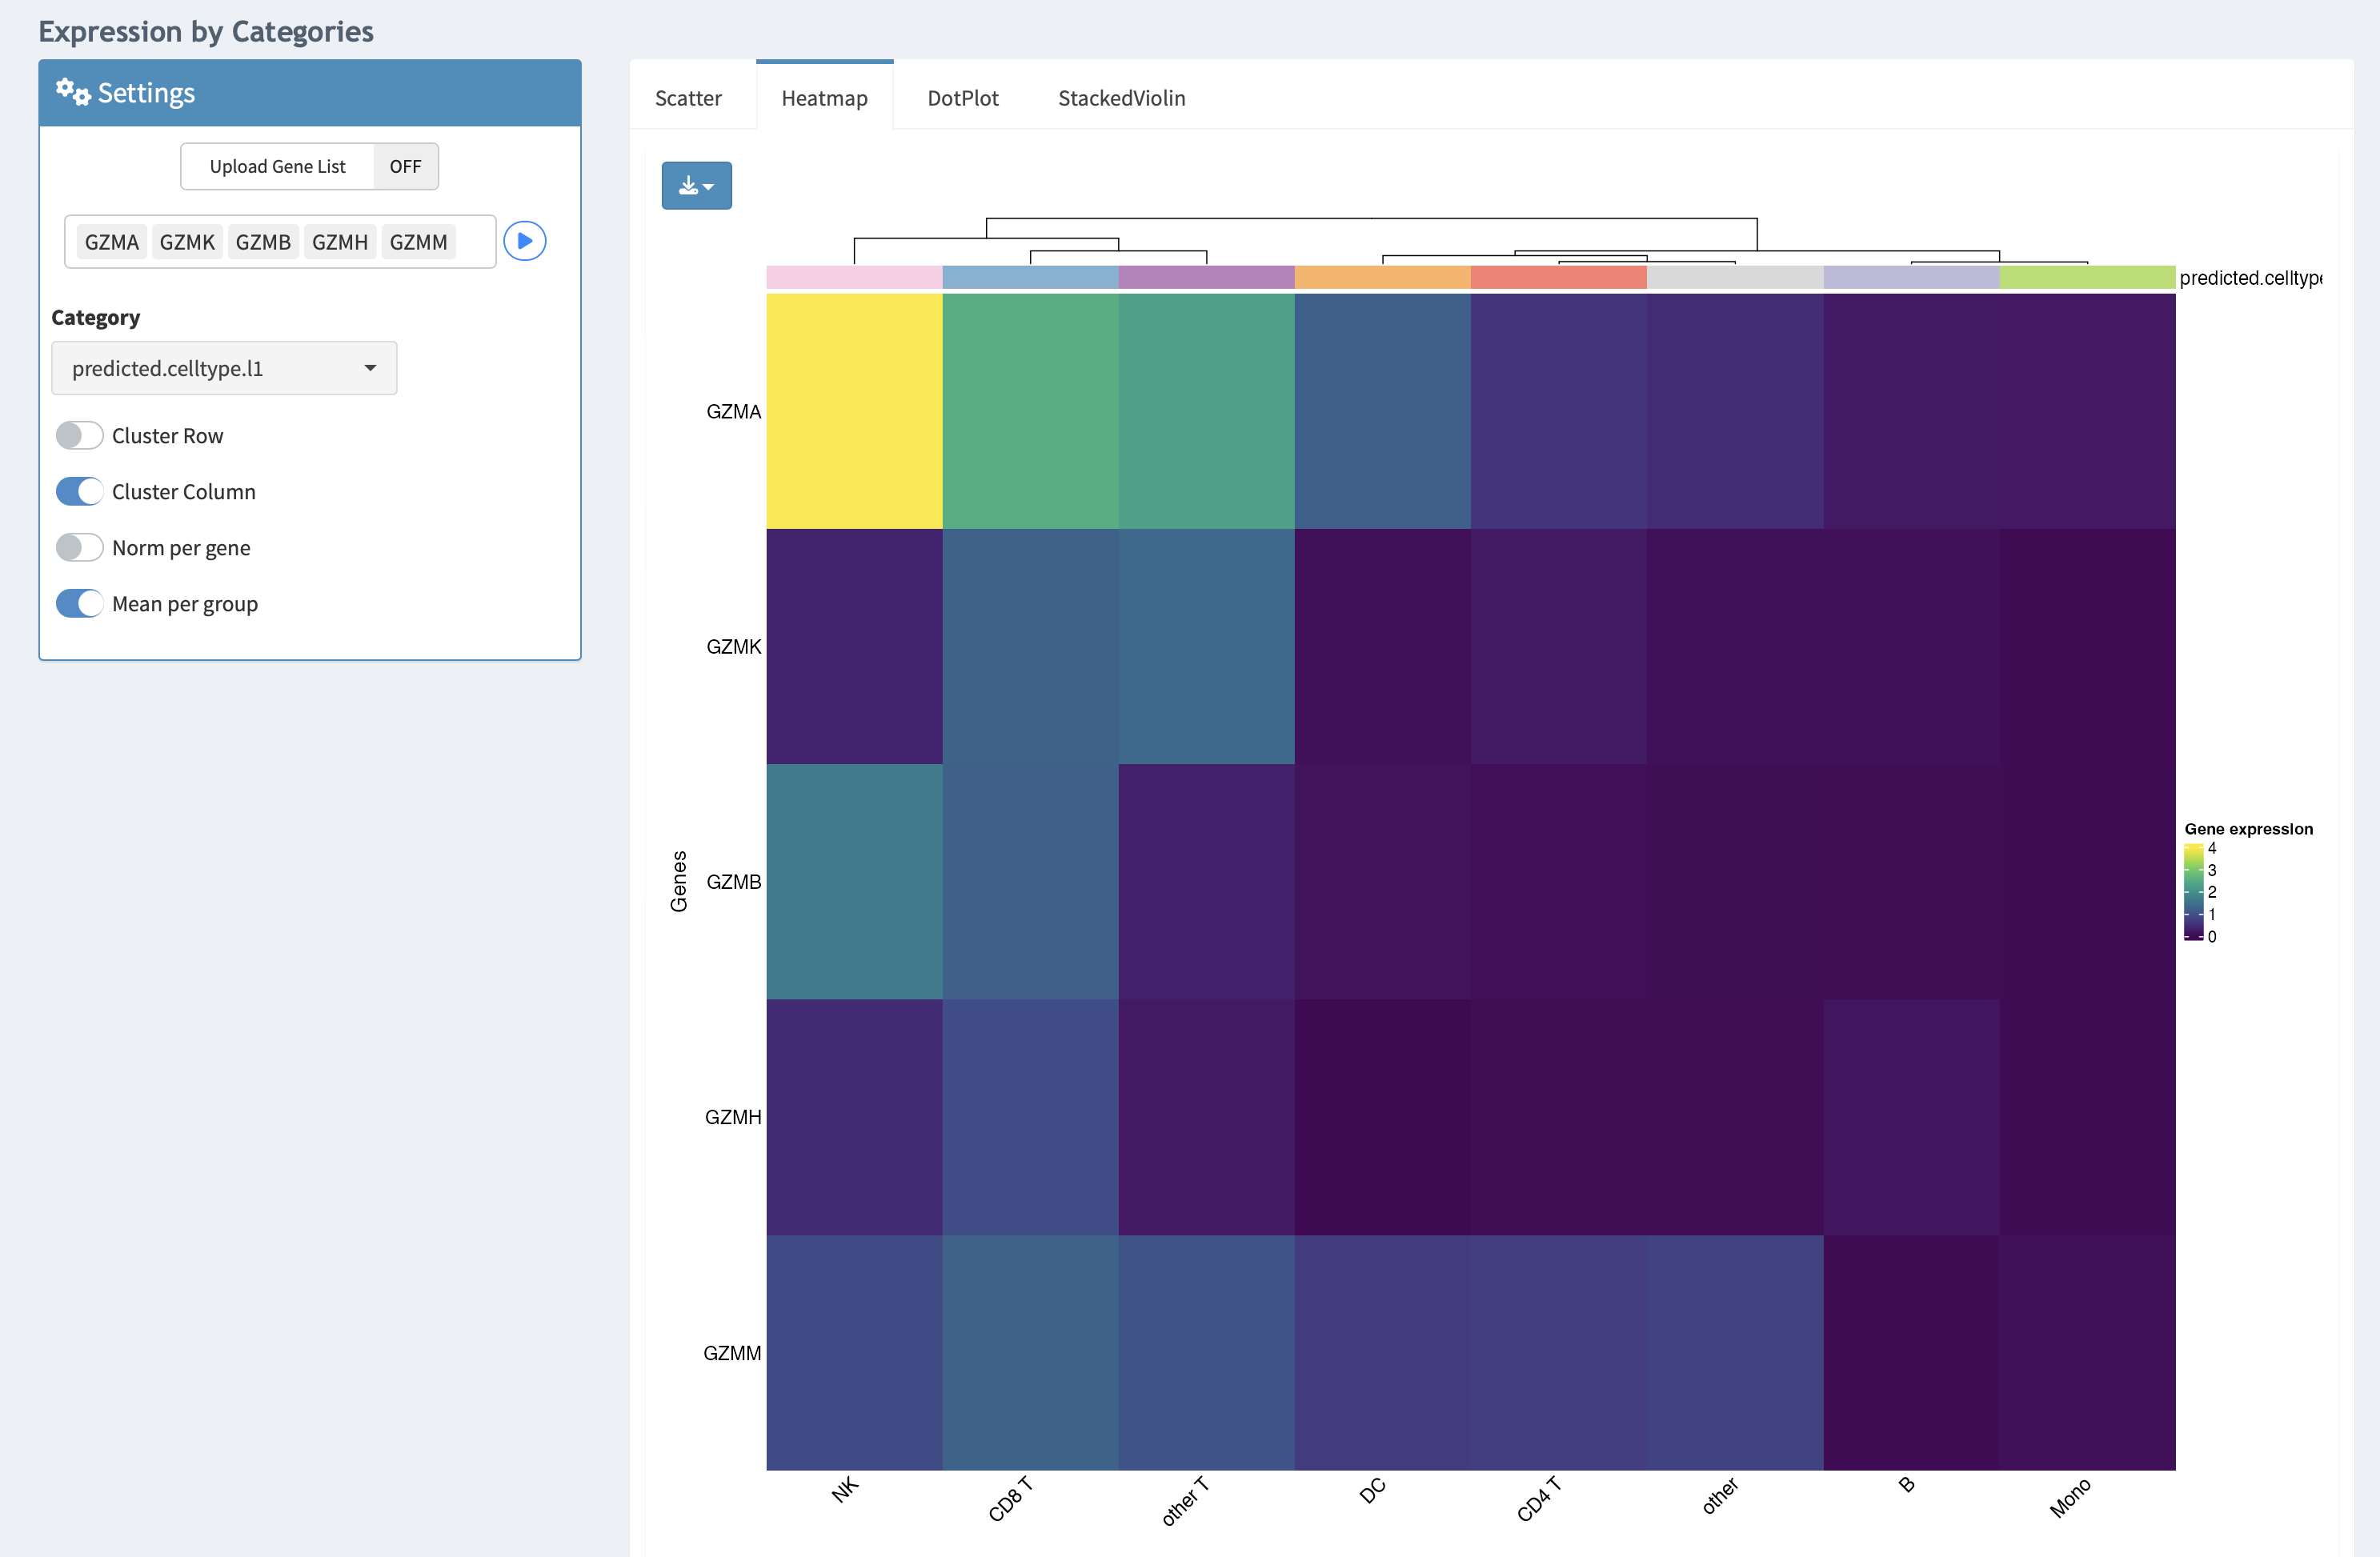 Expression by Categories
Settings
Upload Gene List OFF
GZMA GZMK GZMB GZMH GZMM
Category
predicted.celltype.l1
Cluster Row
Cluster Column
Norm per gene
Mean per group
Scatter Heatmap DotPlot StackedViolin
predicted.celltype
GZMA
GZMK
GZMB
GZMH
GZMM
Genes
NK CD8 T other T DC CD4 T other B Mono
Gene expression
4
3
2
1
0